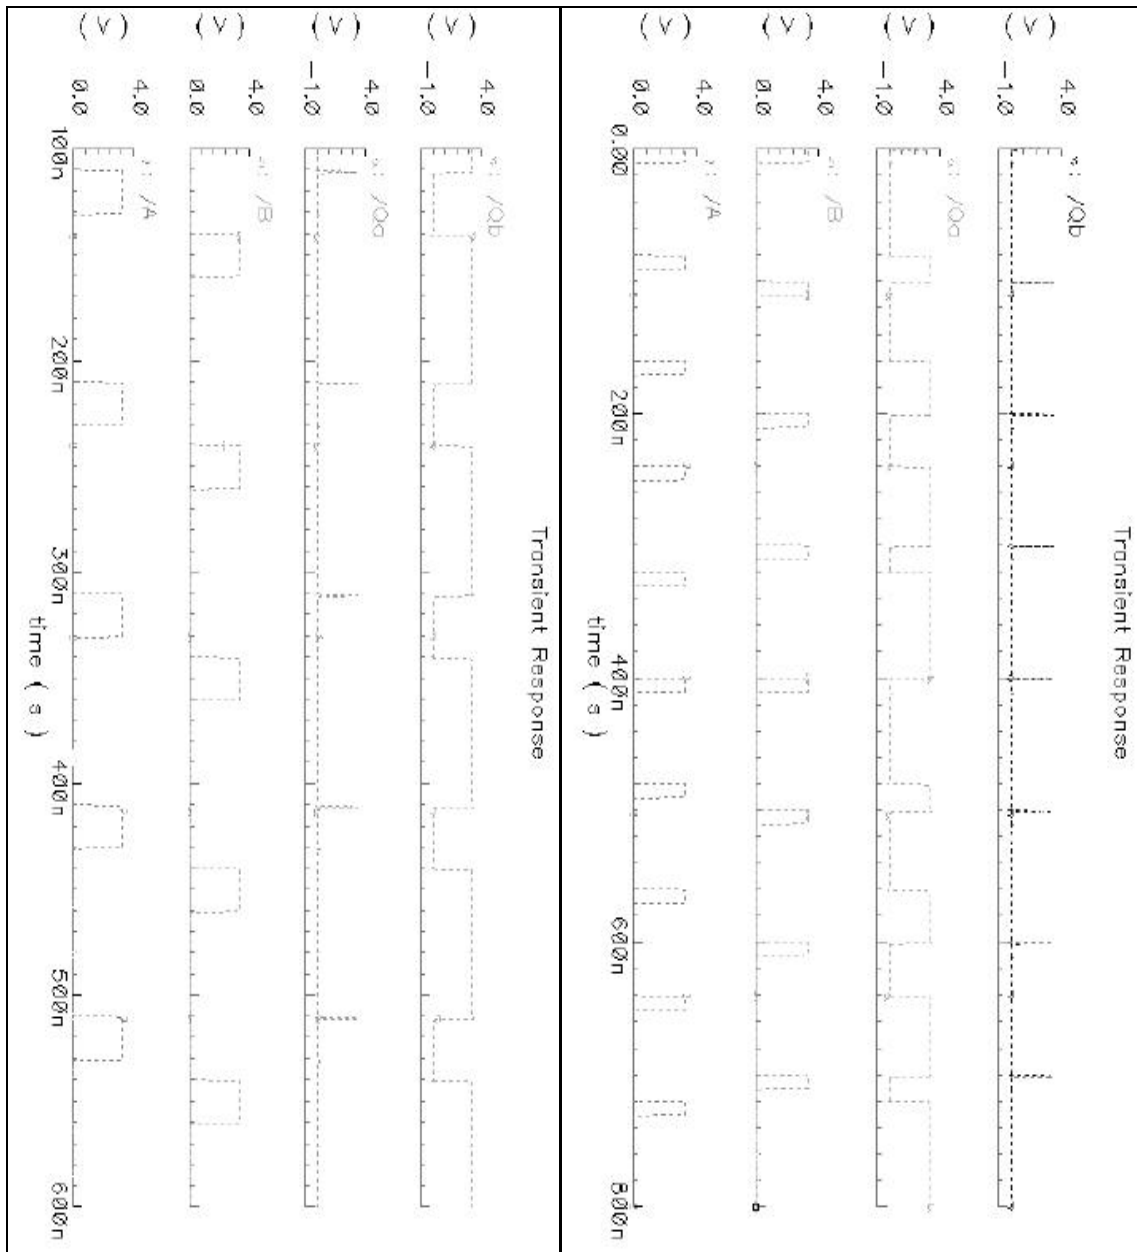 Transient Response
4.0
-1.0
(V)
/Qb
4.0
-1.0
(V)
/Qa
4.0
0.0
(V)
/B
4.0
0.0
(V)
/A
100n
200n
300n
400n
500n
600n
time ( s )
Transient Response
4.0
-1.0
(V)
/Qb
4.0
-1.0
(V)
/Qa
4.0
0.0
(V)
/B
4.0
0.0
(V)
/A
0.00
200n
400n
600n
800n
time ( s )